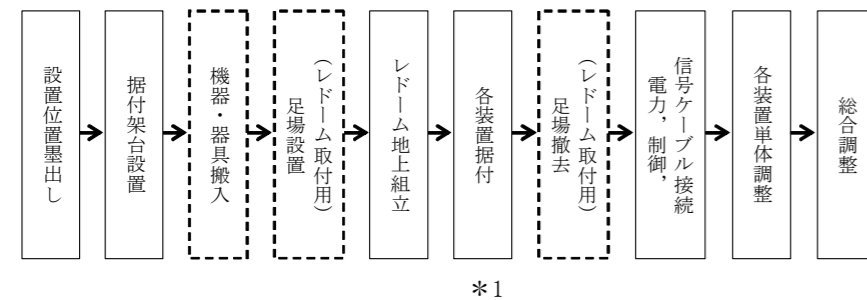 設置位置墨出し
据付架台設置
機器・器具搬入
足場設置
（レドーム取付用）
レドーム地上組立
各装置据付
足場撤去
（レドーム取付用）
電力，制御，
信号ケーブル接続
各装置単体調整
総合調整
＊1